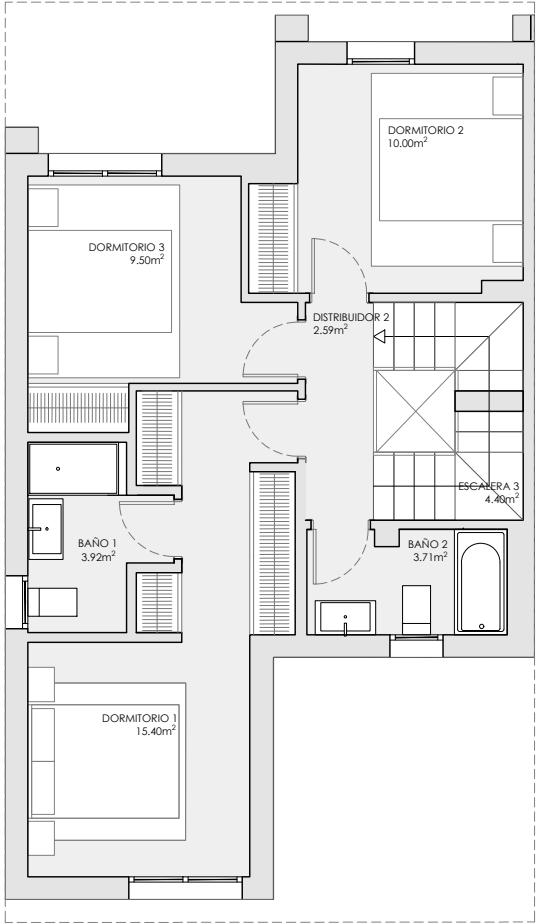 DORMITORIO 2
10.00m²
DORMITORIO 3
9.50m²
DISTRIBUIDOR 2
2.59m²
ESCALERA 3
4.40m²
BAÑO 1
3.92m²
BAÑO 2
3.71m²
DORMITORIO 1
15.40m²